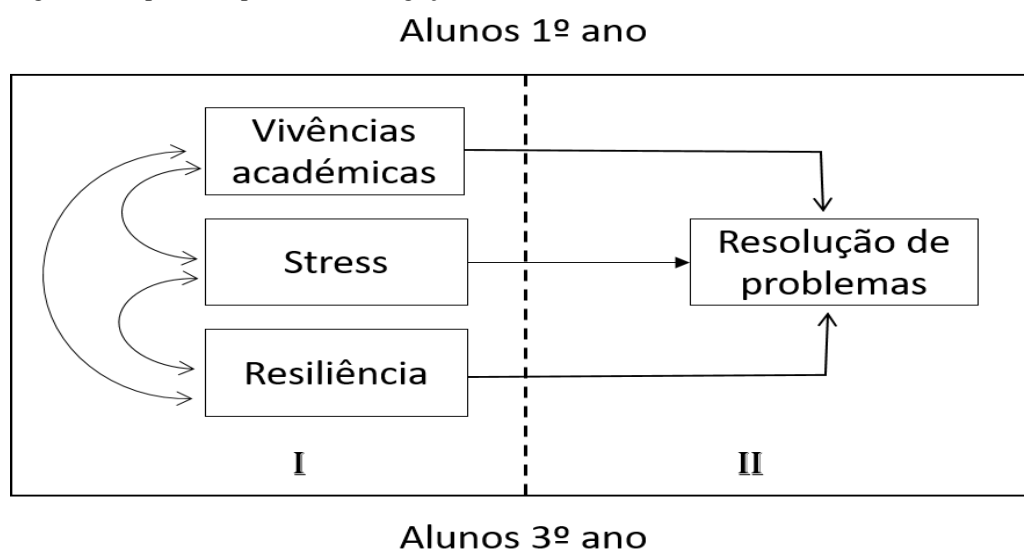 Alunos 1º ano
Vivências
académicas
Stress
Resiliência
Resolução de
problemas
I
II
Alunos 3º ano